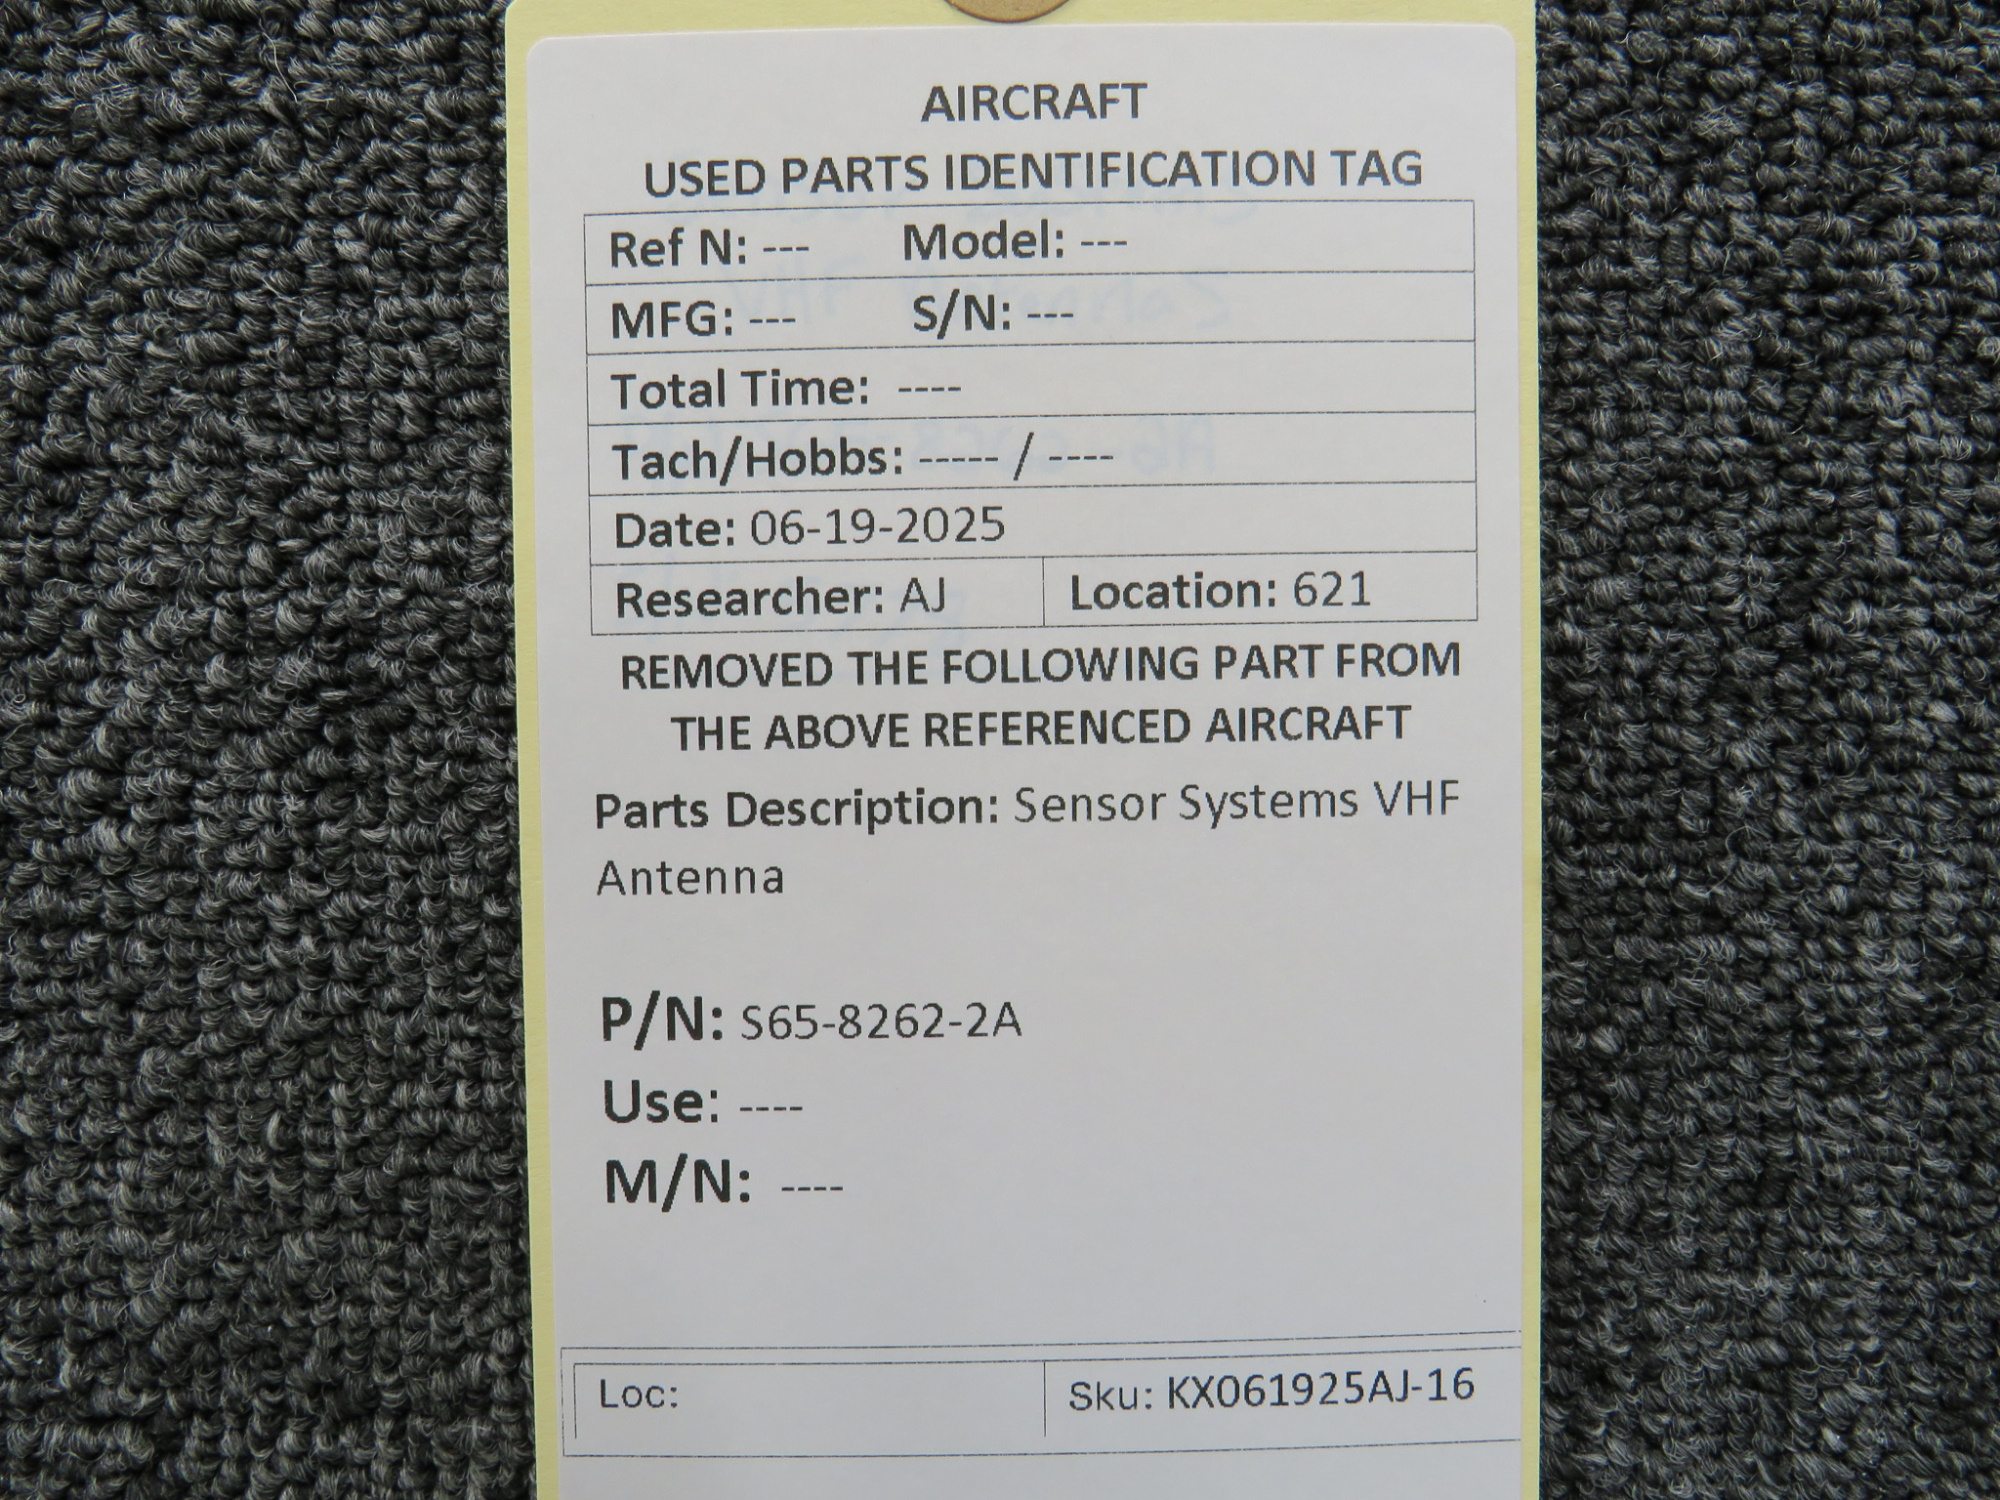 AIRCRAFT
USED PARTS IDENTIFICATION TAG
Ref N: --- Model: ---
MFG: --- S/N: ---
Total Time: ----
Tach/Hobbs: ----- / ----
Date: 06-19-2025
Researcher: AJ Location: 621
REMOVED THE FOLLOWING PART FROM
THE ABOVE REFERENCED AIRCRAFT
Parts Description: Sensor Systems VHF
Antenna
P/N: S65-8262-2A
Use: ----
M/N: ----
Loc: Sku: KX061925AJ-16